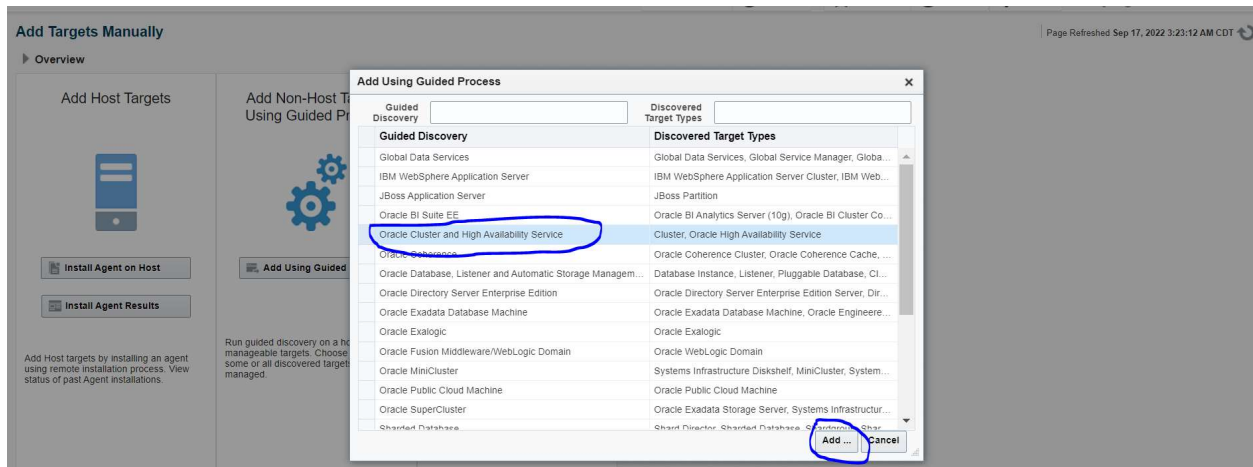 Add Targets Manually
Page Refreshed Sep 17, 2022 3:23:12 AM CDT
Overview
Add Host Targets
Install Agent on Host
Install Agent Results
Add Host targets by installing an agent
using remote installation process. View
status of past Agent installations.
Add Non-Host
Using Guided
Add Using Guided
Run guided discovery on a
manageable targets. Choose
some or all discovered
managed.
Add Using Guided Process
Guided Discovery
Discovered Target Types
Guided Discovery Discovered Target Types
Global Data Services Global Data Services, Global Service Manager, Globa...
IBM WebSphere Application Server IBM WebSphere Application Server Cluster, IBM Web...
JBoss Application Server JBoss Partition
Oracle BI Suite EE Oracle BI Analytics Server (10g), Oracle BI Cluster Co...
Oracle Cluster and High Availability Service Cluster, Oracle High Availability Service
Oracle Coherence Oracle Coherence Cluster, Oracle Coherence Cache, ...
Oracle Database, Listener and Automatic Storage Managem... Database Instance, Listener, Pluggable Database, Cl...
Oracle Directory Server Enterprise Edition Oracle Directory Server Enterprise Edition Server, Dir...
Oracle Exadata Database Machine Oracle Exadata Database Machine, Oracle Engineere...
Oracle Exalogic Oracle Exalogic
Oracle Fusion Middleware/WebLogic Domain Oracle WebLogic Domain
Oracle MiniCluster Systems Infrastructure Diskshelf, MiniCluster, System...
Oracle Public Cloud Machine Oracle Public Cloud Machine
Oracle SuperCluster Oracle Exadata Storage Server, Systems Infrastructur...
Sharded Database Shard Director, Sharded Database, Shardgroup, Shar...
Add ... Cancel